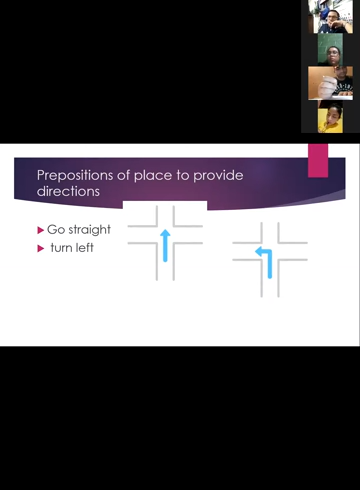 Prepositions of place to provide
directions
Go straight
turn left